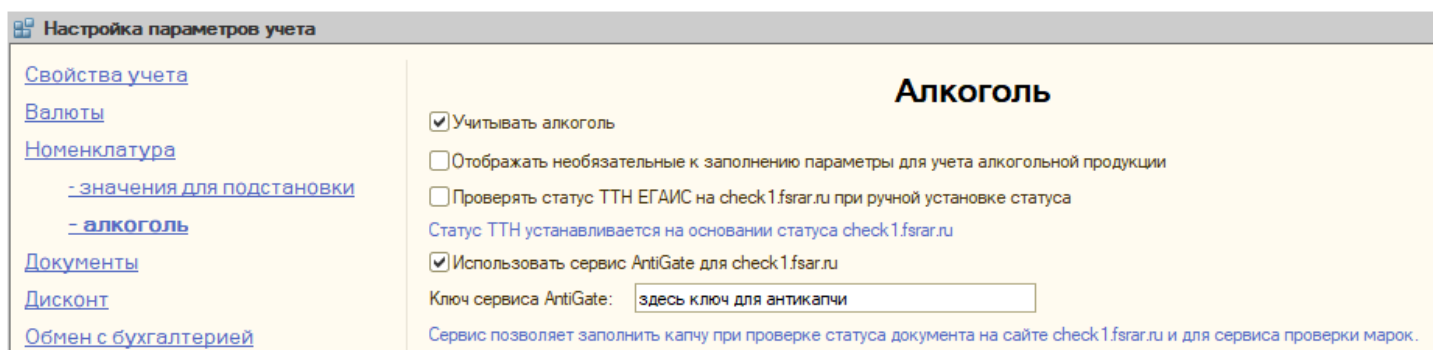 Настройка параметров учета
Свойства учета
Валюты
Номенклатура
- значения для подстановки
- алкоголь
Документы
Дисконт
Обмен с бухгалтерией
Алкоголь
Учитывать алкоголь
Отображать необязательные к заполнению параметры для учета алкогольной продукции
Проверять статус ТТН ЕГАИС на check1.fsrar.ru при ручной установке статуса
Статус ТТН устанавливается на основании статуса check1.fsrar.ru
Использовать сервис AntiGate для check1.fsar.ru
Ключ сервиса AntiGate: здесь ключ для антикапчи
Сервис позволяет заполнить капчу при проверке статуса документа на сайте check1.fsrar.ru и для сервиса проверки марок.